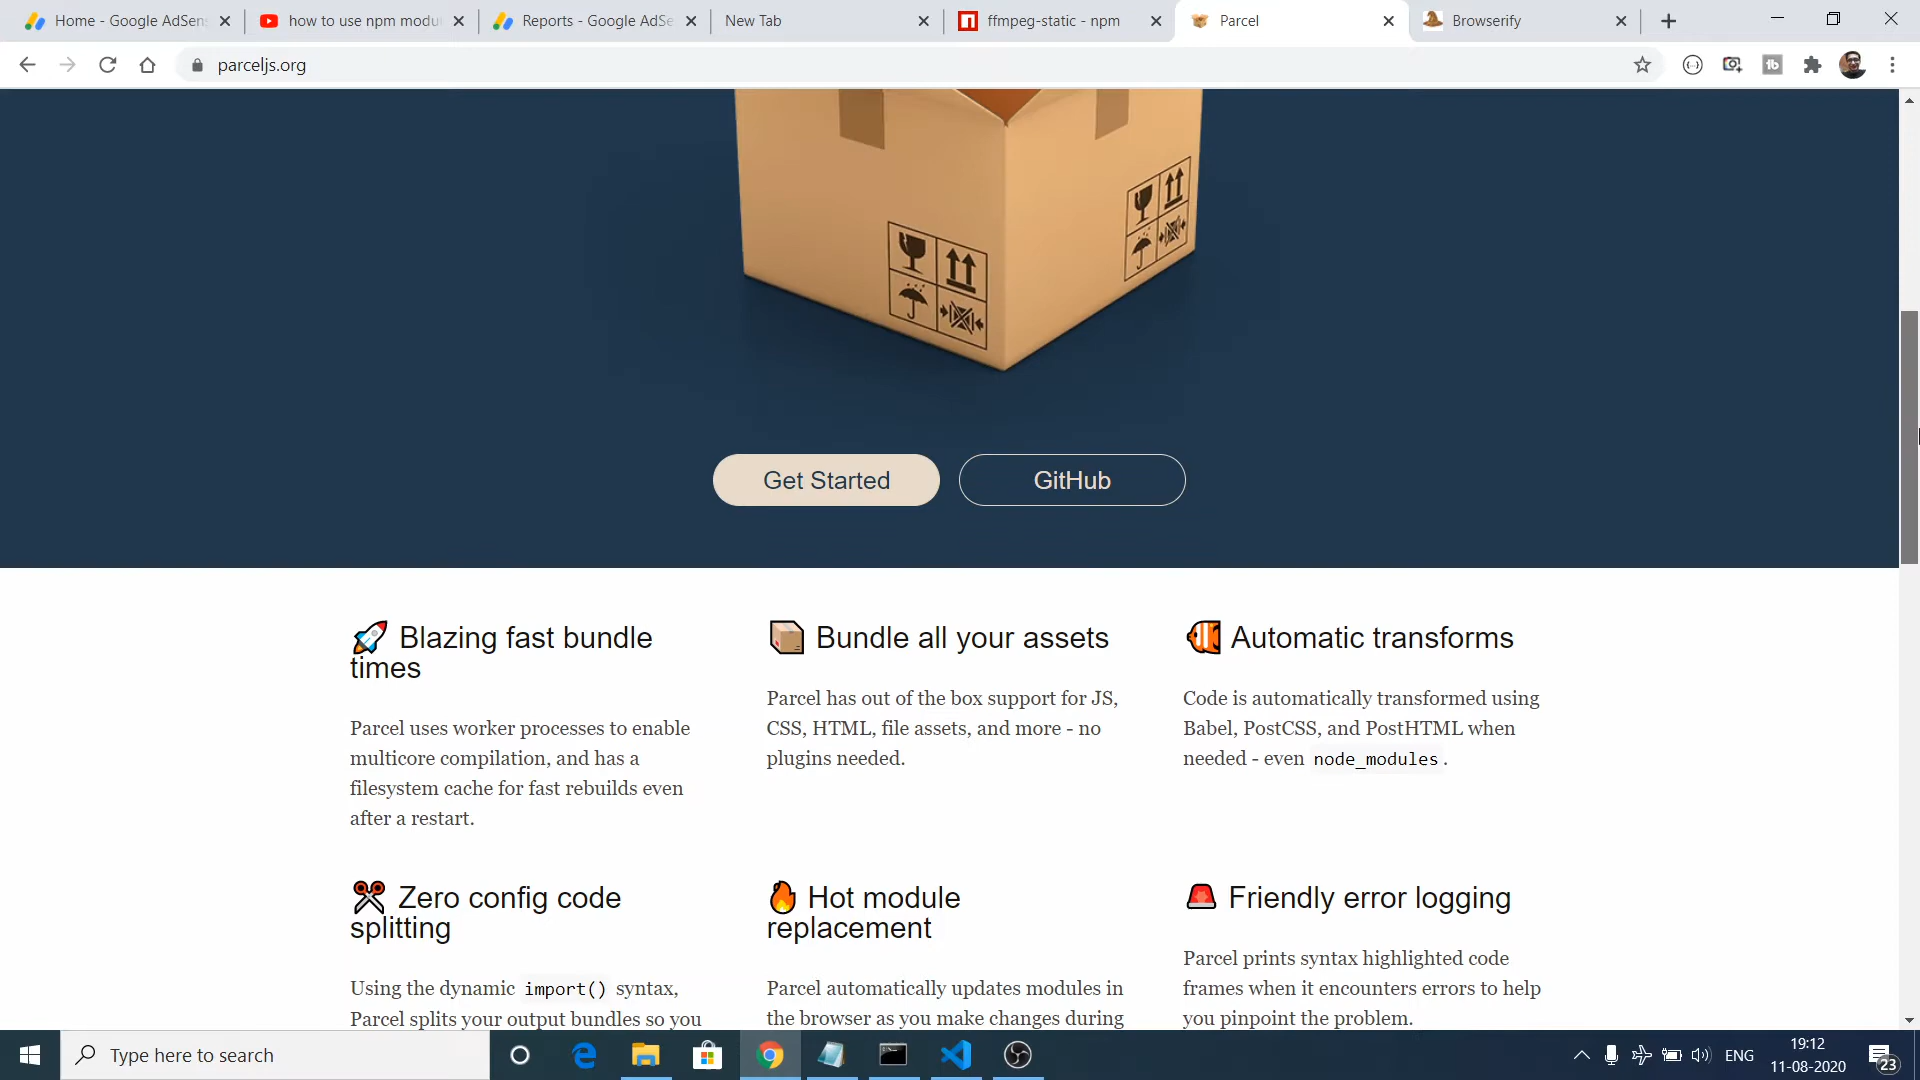 Home - Google AdSens
how to use npm modul
Reports - Google AdSe
New Tab
ffmpeg-static - npm
Parcel
Browserify
parceljs.org
Get Started
GitHub
🚀 Blazing fast bundle
times
Parcel uses worker processes to enable
multicore compilation, and has a
filesystem cache for fast rebuilds even
after a restart.
📦 Bundle all your assets
Parcel has out of the box support for JS,
CSS, HTML, file assets, and more - no
plugins needed.
🐠 Automatic transforms
Code is automatically transformed using
Babel, PostCSS, and PostHTML when
needed - even node_modules.
✂ Zero config code
splitting
Using the dynamic import() syntax,
Parcel splits your output bundles so you
🔥 Hot module
replacement
Parcel automatically updates modules in
the browser as you make changes during
🚨 Friendly error logging
Parcel prints syntax highlighted code
frames when it encounters errors to help
you pinpoint the problem.
Type here to search
ENG
19:12
11-08-2020
23